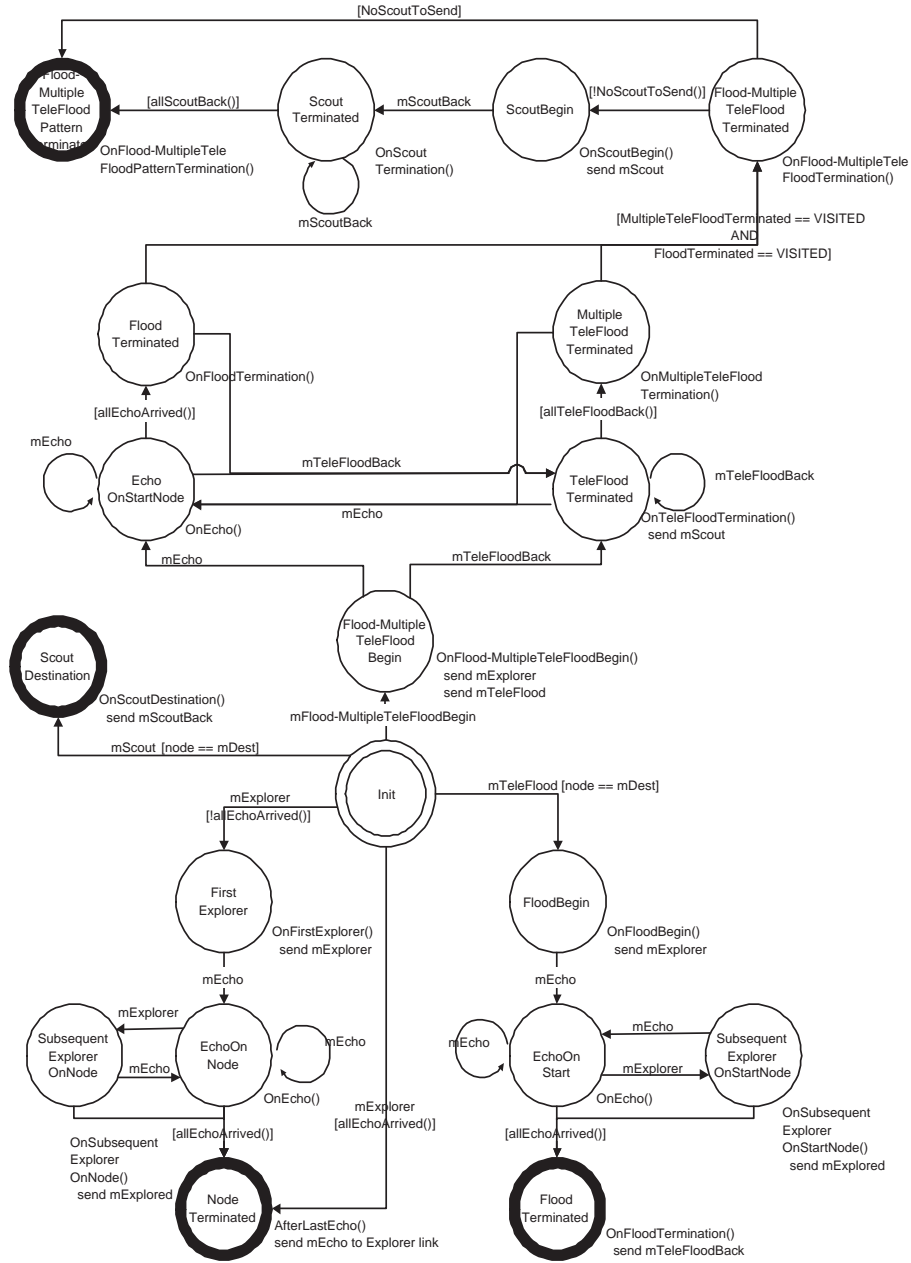 [NoScoutToSend]
Flood-
Multiple
TeleFlood
Pattern
Terminated
[allScoutBack()]
Scout
Terminated
mScoutBack
ScoutBegin
[!NoScoutToSend()]
Flood-Multiple
TeleFlood
Terminated
OnFlood-MultipleTele
FloodPatternTermination()
OnScout
Termination()
OnScoutBegin()
send mScout
OnFlood-MultipleTele
FloodTermination()
mScoutBack
[MultipleTeleFloodTerminated == VISITED
AND
FloodTerminated == VISITED]
Flood
Terminated
Multiple
TeleFlood
Terminated
OnFloodTermination()
OnMultipleTeleFlood
Termination()
[allEchoArrived()]
[allTeleFloodBack()]
mEcho
mTeleFloodBack
mTeleFloodBack
Echo
OnStartNode
TeleFlood
Terminated
mEcho
OnEcho()
OnTeleFloodTermination()
send mScout
mEcho
mTeleFloodBack
Flood-Multiple
TeleFlood
Begin
OnFlood-MultipleTeleFloodBegin()
send mExplorer
send mTeleFlood
Scout
Destination
OnScoutDestination()
send mScoutBack
mFlood-MultipleTeleFloodBegin
mScout [node == mDest]
Init
mTeleFlood [node == mDest]
mExplorer
[!allEchoArrived()]
First
Explorer
FloodBegin
OnFirstExplorer()
send mExplorer
OnFloodBegin()
send mExplorer
mEcho
mEcho
mExplorer
Subsequent
Explorer
OnNode
EchoOn
Node
mEcho
mEcho
OnEcho()
mEcho
EchoOn
Start
mEcho
mExplorer
Subsequent
Explorer
OnStartNode
OnEcho()
mExplorer
[allEchoArrived()]
OnSubsequent
Explorer
OnNode()
send mExplored
[allEchoArrived()]
[allEchoArrived()]
OnSubsequent
Explorer
OnStartNode()
send mExplored
Node
Terminated
AfterLastEcho()
send mEcho to Explorer link
Flood
Terminated
OnFloodTermination()
send mTeleFloodBack